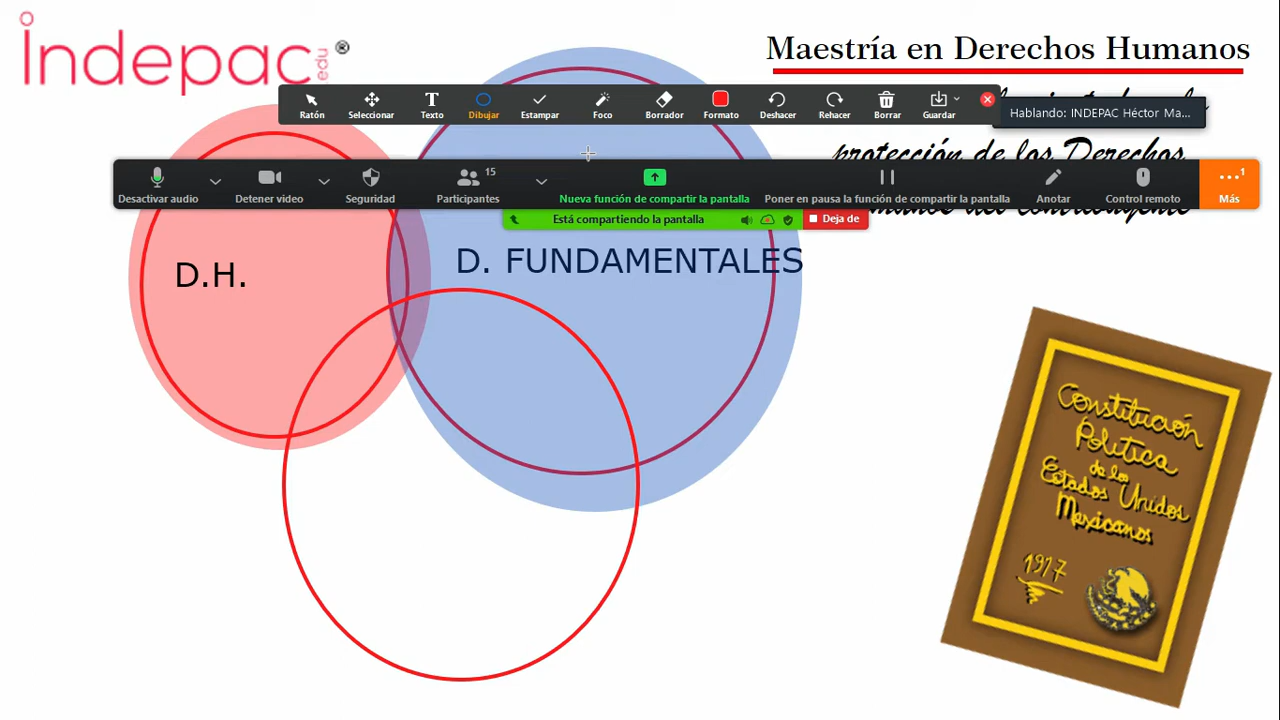 indepac
edu
®
Maestría en Derechos Humanos
Ratón
Seleccionar
Texto
Dibujar
Estampar
Foco
Borrador
Formato
Deshacer
Rehacer
Borrar
Guardar
Hablando: INDEPAC Héctor Ma...
protección de los Derechos
Desactivar audio
Detener video
Seguridad
Participantes
15
Nueva función de compartir la pantalla
Poner en pausa la función de compartir la pantalla
Anotar
Control remoto
Más
1
Está compartiendo la pantalla
Deja de
D.H.
D. FUNDAMENTALES
Constitución
Política
de los
Estados Unidos
Mexicanos
1917